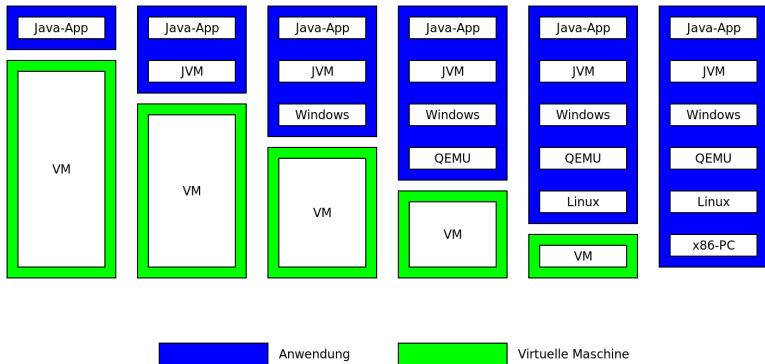 Java-App
VM
Java-App
JVM
VM
Java-App
JVM
Windows
VM
Java-App
JVM
Windows
QEMU
VM
Java-App
JVM
Windows
QEMU
Linux
VM
Java-App
JVM
Windows
QEMU
Linux
x86-PC
Anwendung
Virtuelle Maschine